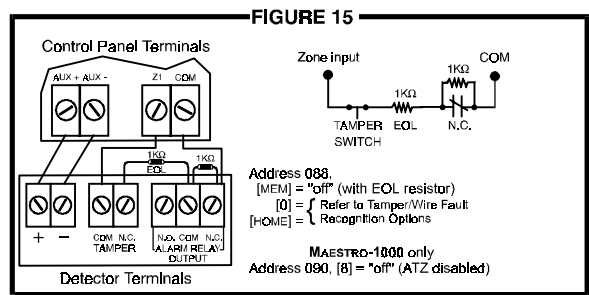 FIGURE 15
Control Panel Terminals
AUX + AUX - Z1 COM
1KΩ
EOL
1KΩ
+ - COM N.C. N.O. COM N.C.
TAMPER ALARM RELAY
OUTPUT
Detector Terminals
Zone input COM
1KΩ
1KΩ
TAMPER EOL N.C.
SWITCH
Address 088,
[MEM] = "off" (with EOL resistor)
[0] = { Refer to Tamper/Wire Fault
[HOME] = Recognition Options
MAESTRO-1000 only
Address 090, [8] = "off" (ATZ disabled)